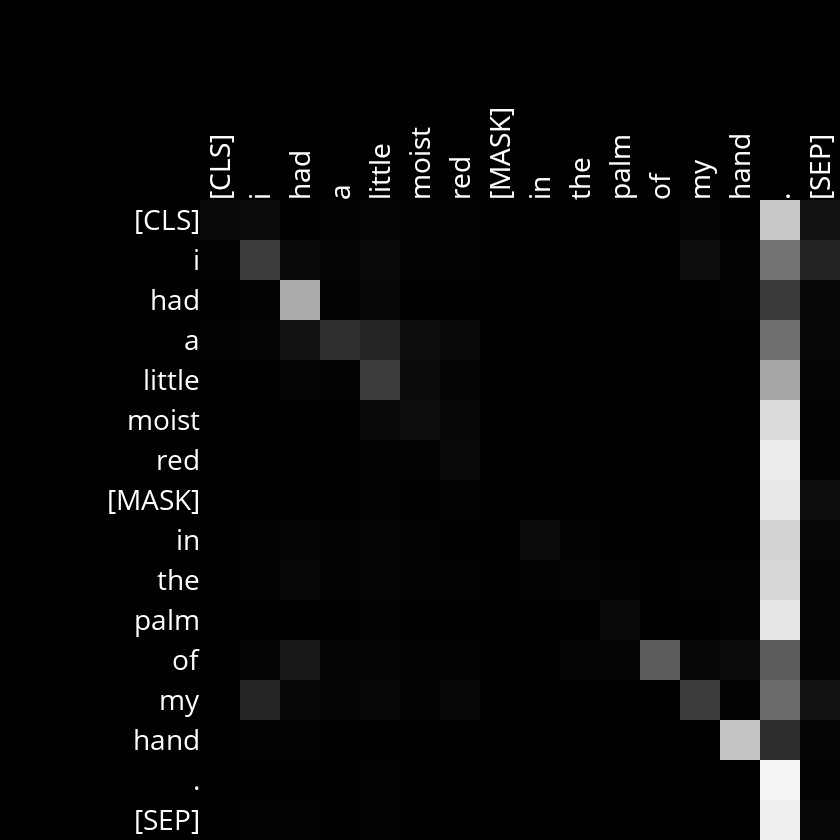 [CLS] i had a little moist red [MASK] in the palm of my hand . [SEP]
[CLS]
i
had
a
little
moist
red
[MASK]
in
the
palm
of
my
hand
.
[SEP]